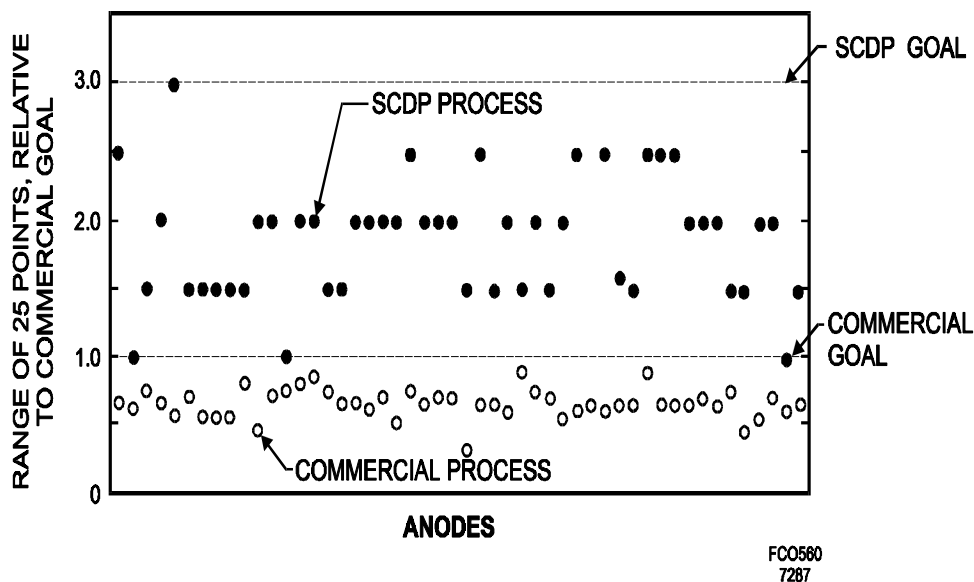 RANGE OF 25 POINTS, RELATIVE
TO COMMERCIAL GOAL
3.0
2.0
1.0
0
SCDP GOAL
SCDP PROCESS
COMMERCIAL
GOAL
COMMERCIAL PROCESS
ANODES
FCO560
7287